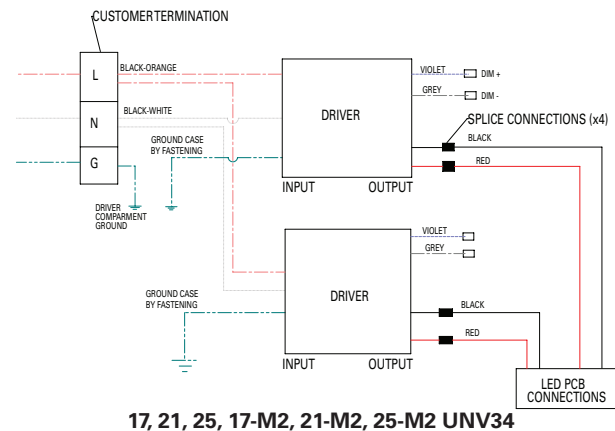 CUSTOMERTERMINATION
L
BLACK-ORANGE
N
BLACK-WHITE
G
GROUND CASE
BY FASTENING
DRIVER
COMPARMENT
GROUND
DRIVER
INPUT
OUTPUT
VIOLET
DIM +
GREY
DIM -
SPLICE CONNECTIONS (x4)
BLACK
RED
GROUND CASE
BY FASTENING
DRIVER
INPUT
OUTPUT
VIOLET
GREY
BLACK
RED
LED PCB
CONNECTIONS
17, 21, 25, 17-M2, 21-M2, 25-M2 UNV34